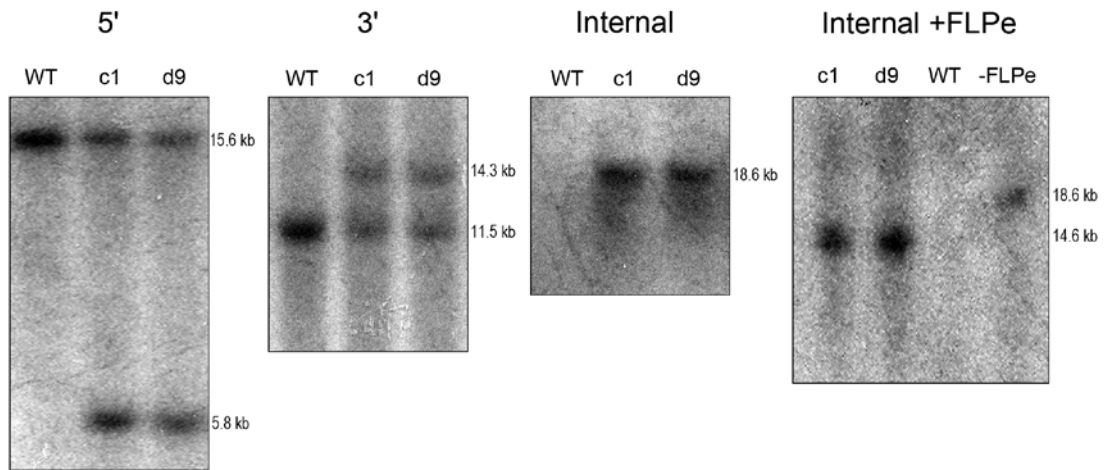 5' 3' Internal Internal +FLPe
WT c1 d9 WT c1 d9 WT c1 d9 c1 d9 WT -FLPe
15.6 kb
14.3 kb
18.6 kb
18.6 kb
11.5 kb
14.6 kb
5.8 kb